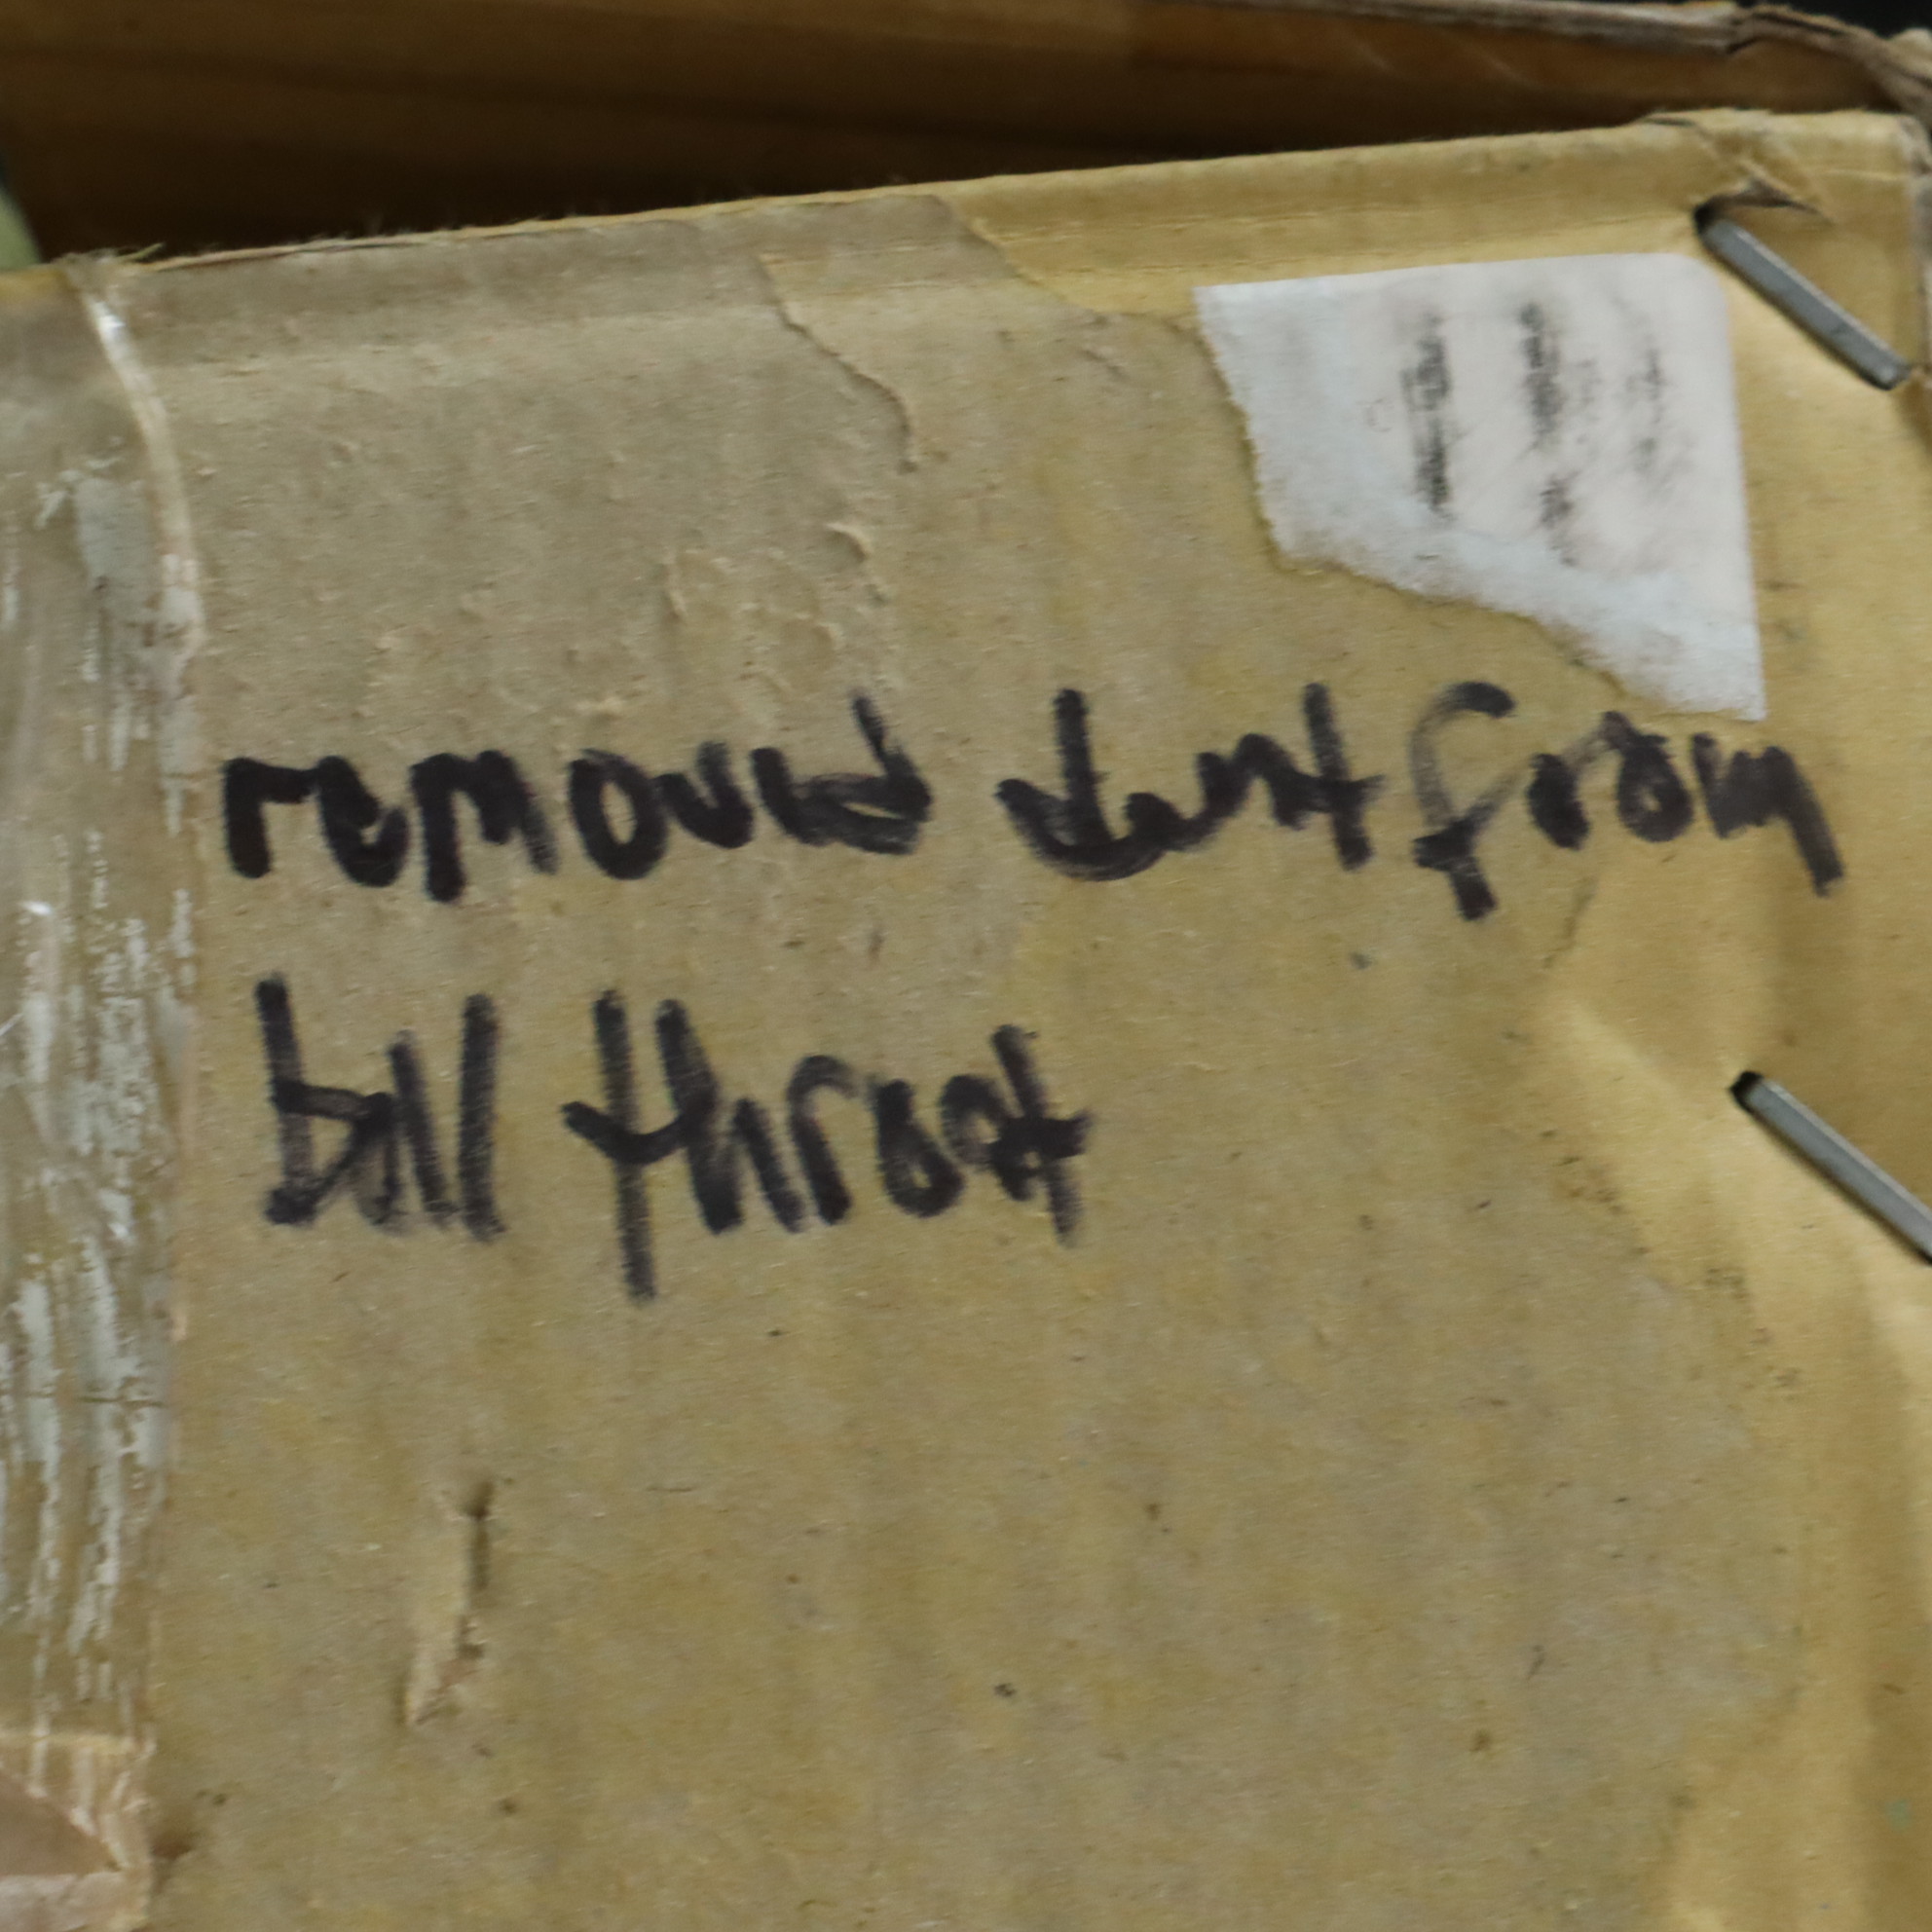 removed dent from
bell throat